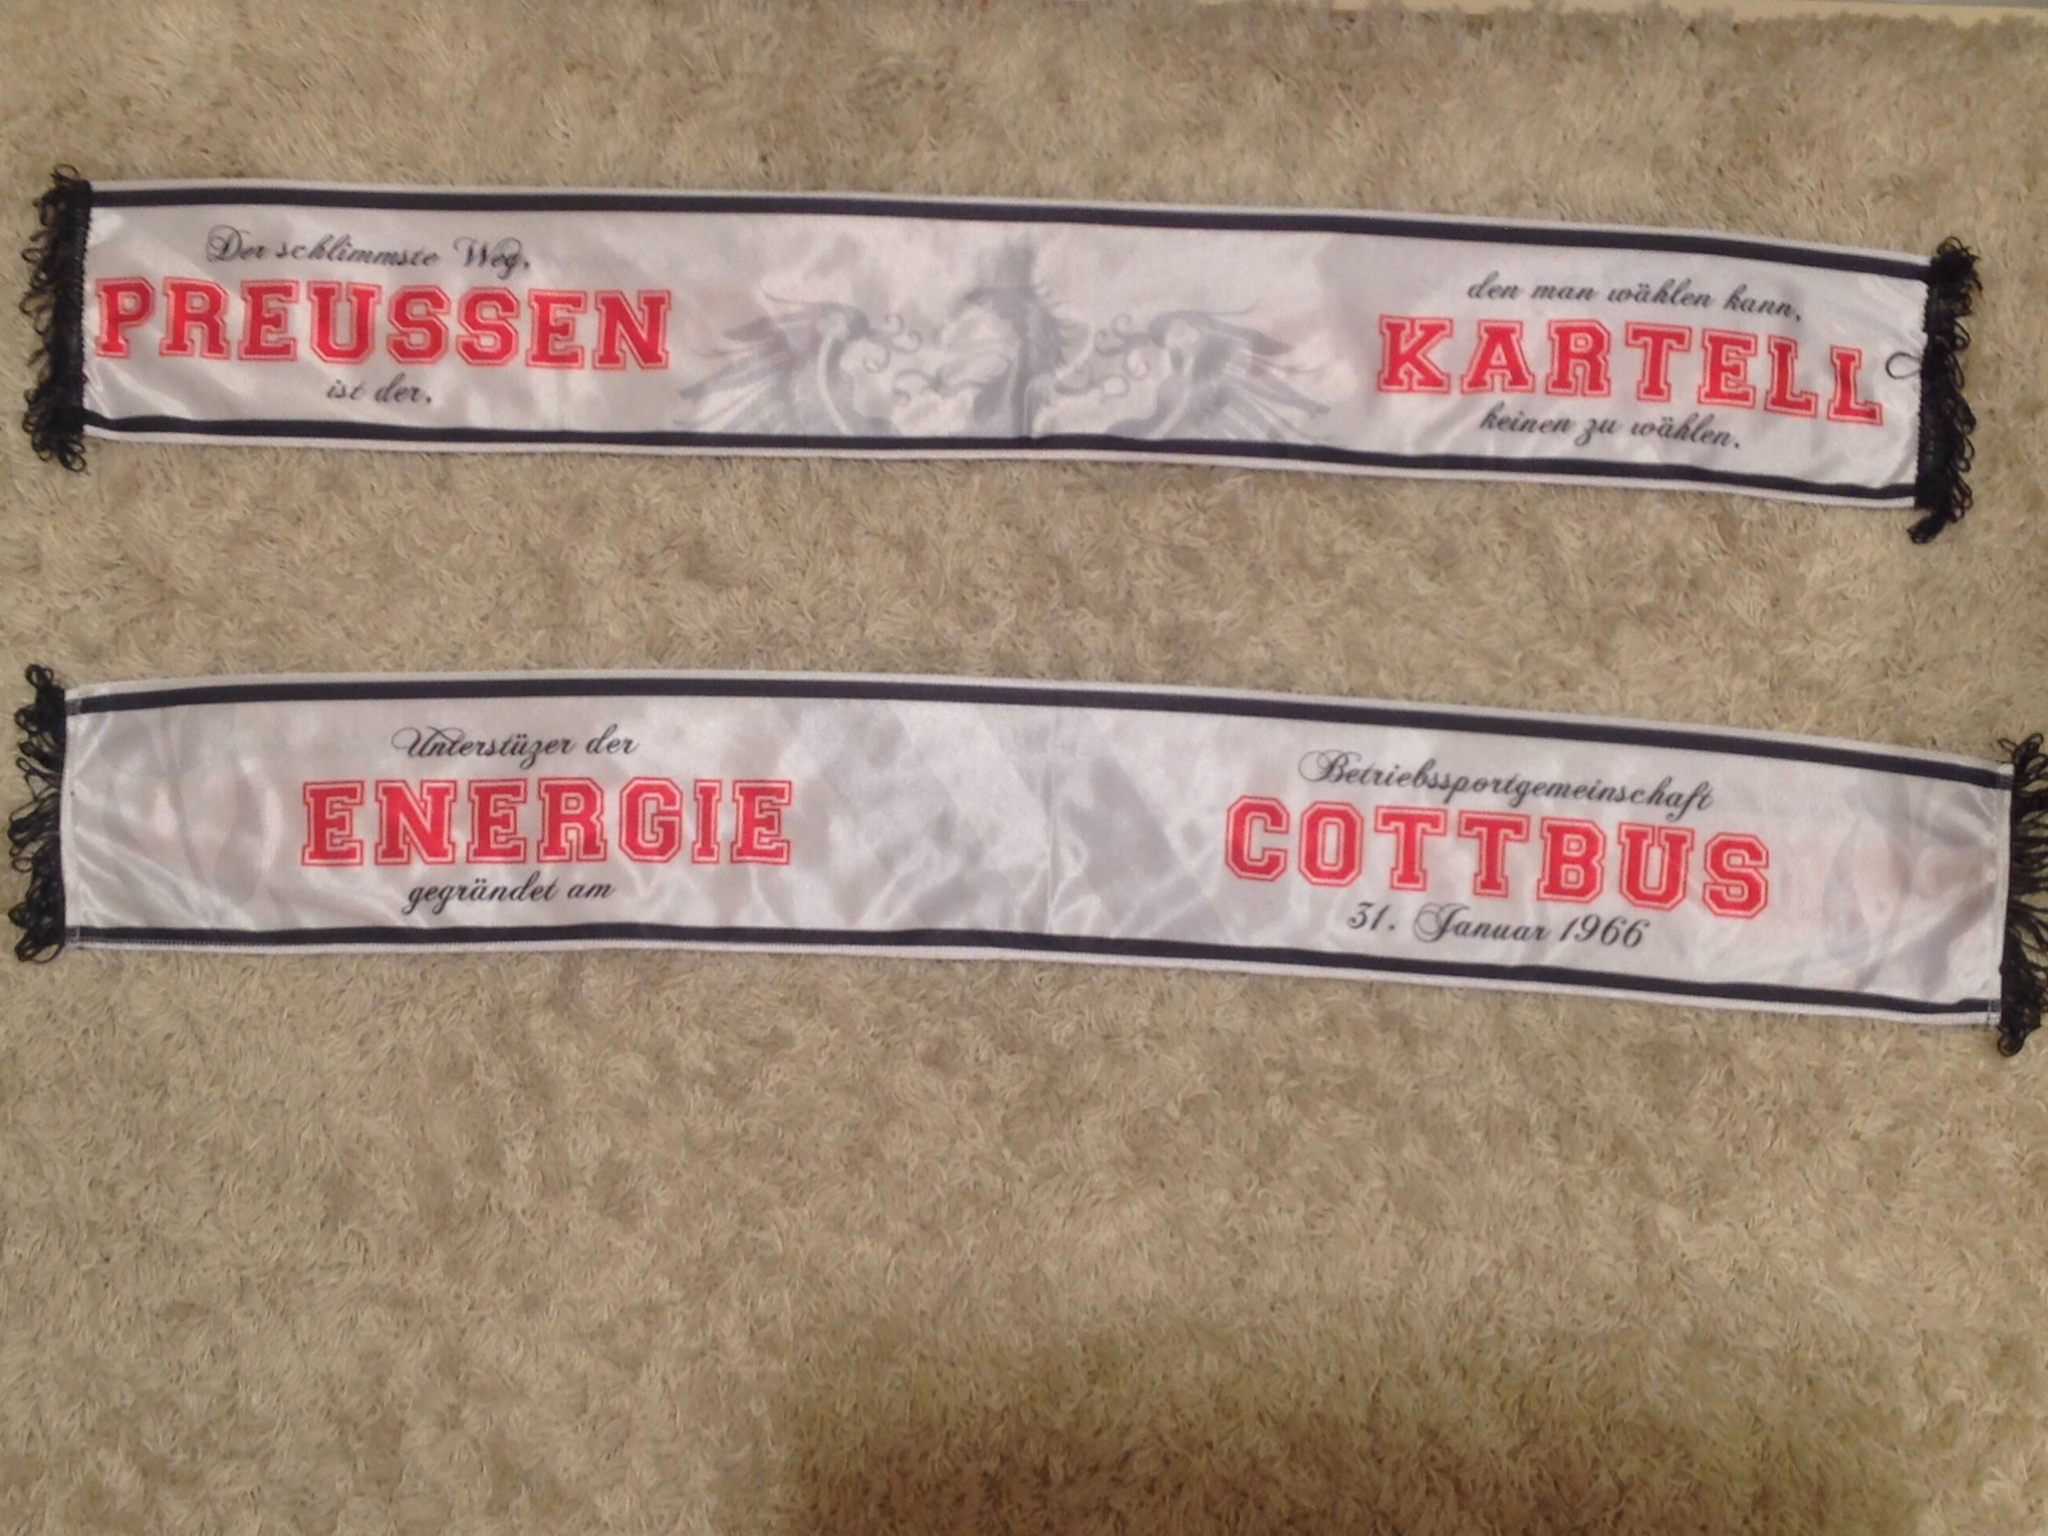 Der schlimmste Weg,
PREUSSEN
ist der,
den man wählen kann,
KARTELL
keinen zu wählen.
Unterstüzer der
ENERGIE
gegrändet am
Betriebssportgemeinschaft
COTTBUS
31. Januar 1966